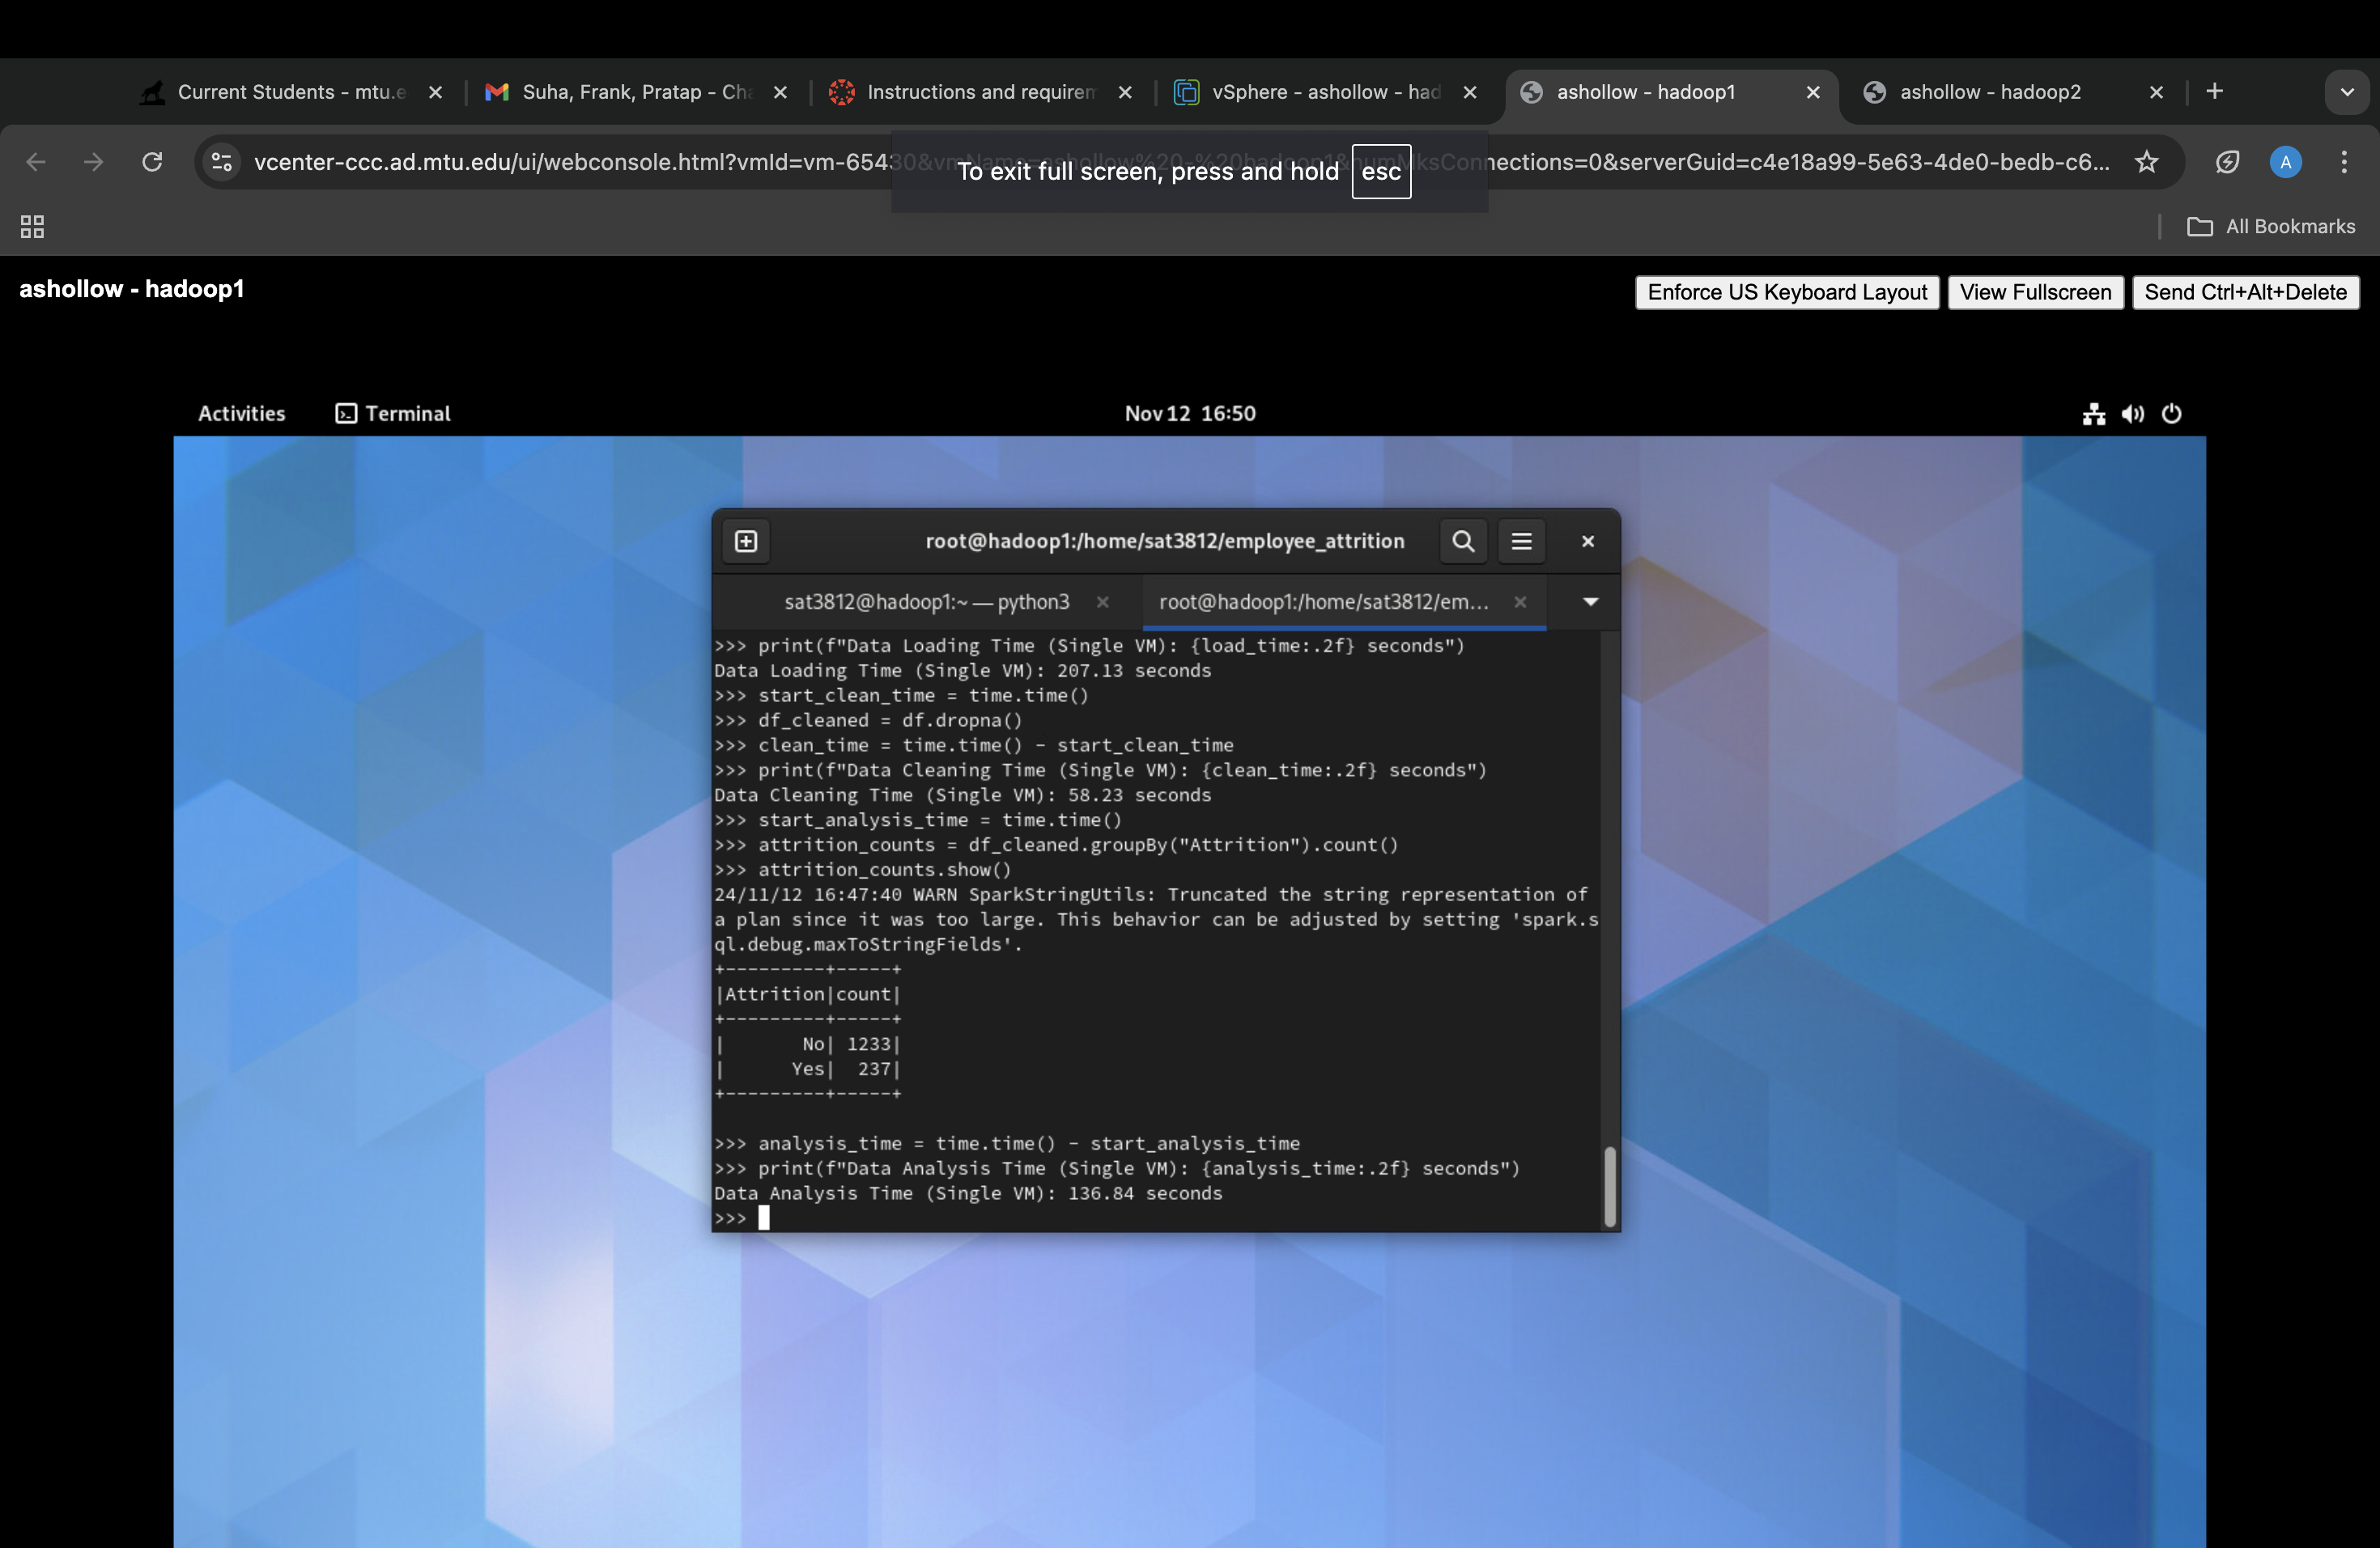 Current Students - mtu.e
Suha, Frank, Pratap - Cha
Instructions and requirem
vSphere - ashollow - had
ashollow - hadoop1
ashollow - hadoop2
vcenter-ccc.ad.mtu.edu/ui/webconsole.html?vmId=vm-65430&vmName=ashollow%20-%20hadoop1&numMksConnections=0&serverGuid=c4e18a99-5e63-4de0-bedb-c6...
A
To exit full screen, press and hold esc
All Bookmarks
ashollow - hadoop1
Enforce US Keyboard Layout
View Fullscreen
Send Ctrl+Alt+Delete
Activities
Terminal
Nov 12 16:50
root@hadoop1:/home/sat3812/employee_attrition
sat3812@hadoop1:~ — python3
root@hadoop1:/home/sat3812/em...
>>> print(f"Data Loading Time (Single VM): {load_time:.2f} seconds")
Data Loading Time (Single VM): 207.13 seconds
>>> start_clean_time = time.time()
>>> df_cleaned = df.dropna()
>>> clean_time = time.time() - start_clean_time
>>> print(f"Data Cleaning Time (Single VM): {clean_time:.2f} seconds")
Data Cleaning Time (Single VM): 58.23 seconds
>>> start_analysis_time = time.time()
>>> attrition_counts = df_cleaned.groupBy("Attrition").count()
>>> attrition_counts.show()
24/11/12 16:47:40 WARN SparkStringUtils: Truncated the string representation of
a plan since it was too large. This behavior can be adjusted by setting 'spark.s
ql.debug.maxToStringFields'.
+---------+-----+
|Attrition|count|
+---------+-----+
|       No| 1233|
|      Yes|  237|
+---------+-----+
>>> analysis_time = time.time() - start_analysis_time
>>> print(f"Data Analysis Time (Single VM): {analysis_time:.2f} seconds")
Data Analysis Time (Single VM): 136.84 seconds
>>>